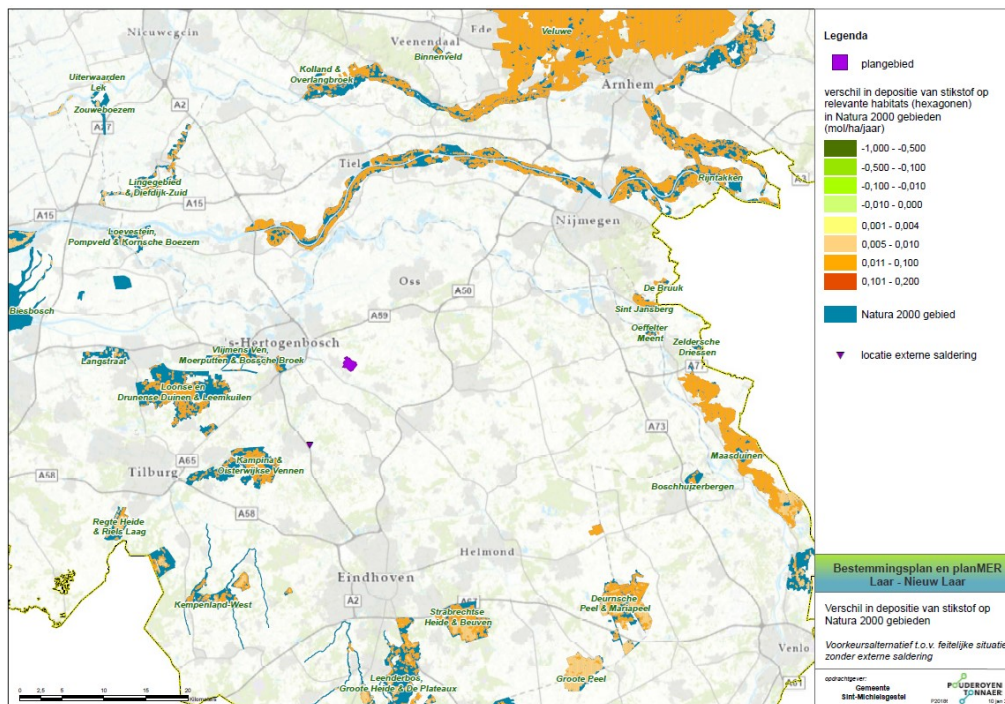 Nieuwegein
Ede
Veluwe
Veenendaal
Binnenveld
Kolland &
Overlangbroek
Arnhem
Uiterwaarden
Lek
Zouweboezem
A2
A27
Tiel
Lingegebied
& Diefdijk-Zuid
A3
Rijntakken
A15
A15
Nijmegen
Loevestein,
Pompveld & Kornsche Boezem
Oss
A50
De Bruuk
Sint Jansberg
Biesbosch
A59
Oeffelter
Meent
Zeldersche
Driessen
s-Hertogenbosch
Vlijmens Ven,
Moerputten & Bossche Broek
Langstraat
A77
Loonse en
Drunense Duinen & Leemkuilen
A73
Maasduinen
A65
Kampina &
Oisterwijkse Vennen
Tilburg
A58
Boschhuizerbergen
A58
Regte Heide
& Riels Laag
Helmond
Eindhoven
Kempenland-West
A2
A67
Strabrechtse
Heide & Beuven
Deurnsche
Peel & Mariapeel
Venlo
Leenderbos,
Groote Heide & De Plateaux
Groote Peel
A61
0 2,5 5 10 15 20
Kilometers
Legenda
plangebied
verschil in depositie van stikstof op
relevante habitats (hexagonen)
in Natura 2000 gebieden
(mol/ha/jaar)
-1,000 - -0,500
-0,500 - -0,100
-0,100 - -0,010
-0,010 - 0,000
0,001 - 0,004
0,005 - 0,010
0,011 - 0,100
0,101 - 0,200
Natura 2000 gebied
locatie externe saldering
Bestemmingsplan en planMER
Laar - Nieuw Laar
Verschil in depositie van stikstof op
Natura 2000 gebieden
Voorkeursalternatief t.o.v. feitelijke situatie
zonder externe saldering
opdrachtgever:
Gemeente
Sint-Michielsgestel
POUDEROYEN
TONNAER